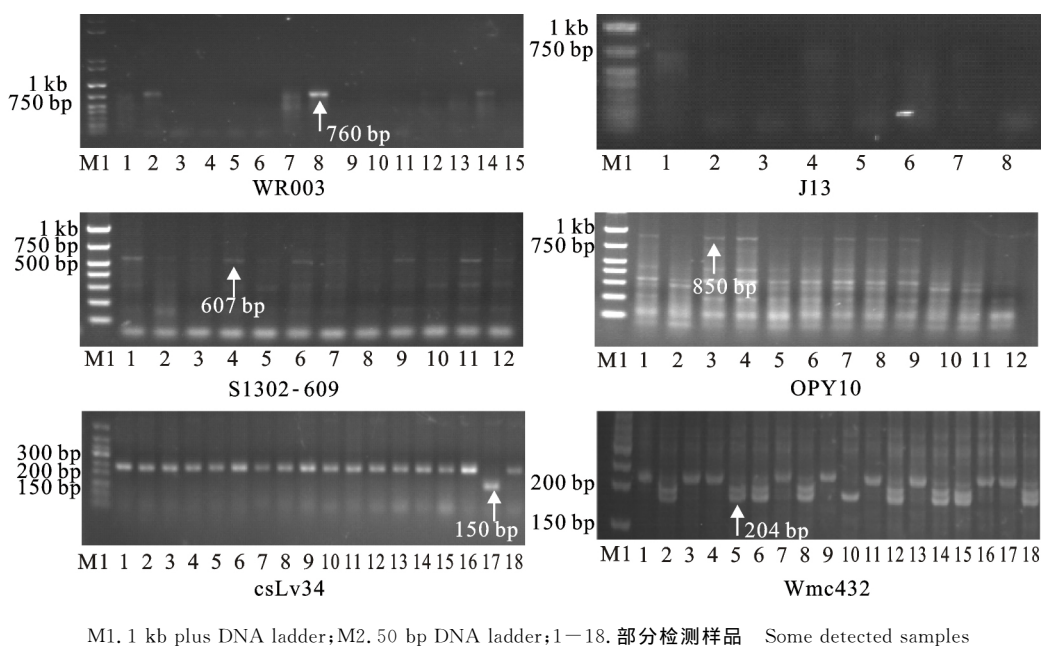 1 kb
750 bp
760 bp
M1 1 2 3 4 5 6 7 8 9 10 11 12 13 14 15
WR003
1 kb
750 bp
M1 1 2 3 4 5 6 7 8
J13
1 kb
750 bp
500 bp
607 bp
M1 1 2 3 4 5 6 7 8 9 10 11 12
S1302-609
1 kb
750 bp
850 bp
M1 1 2 3 4 5 6 7 8 9 10 11 12
OPY10
300 bp
200 bp
150 bp
150 bp
M1 1 2 3 4 5 6 7 8 9 10 11 12 13 14 15 16 17 18
csLv34
200 bp
150 bp
204 bp
M1 1 2 3 4 5 6 7 8 9 10 11 12 13 14 15 16 17 18
Wmc432
M1. 1 kb plus DNA ladder;M2. 50 bp DNA ladder;1—18. 部分检测样品 Some detected samples